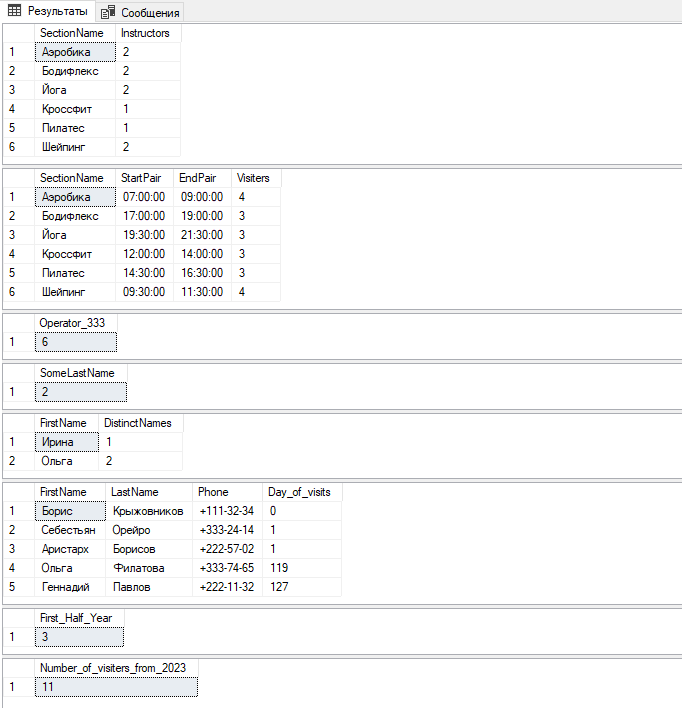 Результаты Сообщения
SectionName Instructors
1 Аэробика 2
2 Бодифлекс 2
3 Йога 2
4 Кроссфит 1
5 Пилатес 1
6 Шейпинг 2
SectionName StartPair EndPair Visiters
1 Аэробика 07:00:00 09:00:00 4
2 Бодифлекс 17:00:00 19:00:00 3
3 Йога 19:30:00 21:30:00 3
4 Кроссфит 12:00:00 14:00:00 3
5 Пилатес 14:30:00 16:30:00 3
6 Шейпинг 09:30:00 11:30:00 4
Operator_333
1 6
SomeLastName
1 2
FirstName DistinctNames
1 Ирина 1
2 Ольга 2
FirstName LastName Phone Day_of_visits
1 Борис Крыжовников +111-32-34 0
2 Себестьян Орейро +333-24-14 1
3 Аристарх Борисов +222-57-02 1
4 Ольга Филатова +333-74-65 119
5 Геннадий Павлов +222-11-32 127
First_Half_Year
1 3
Number_of_visiters_from_2023
1 11